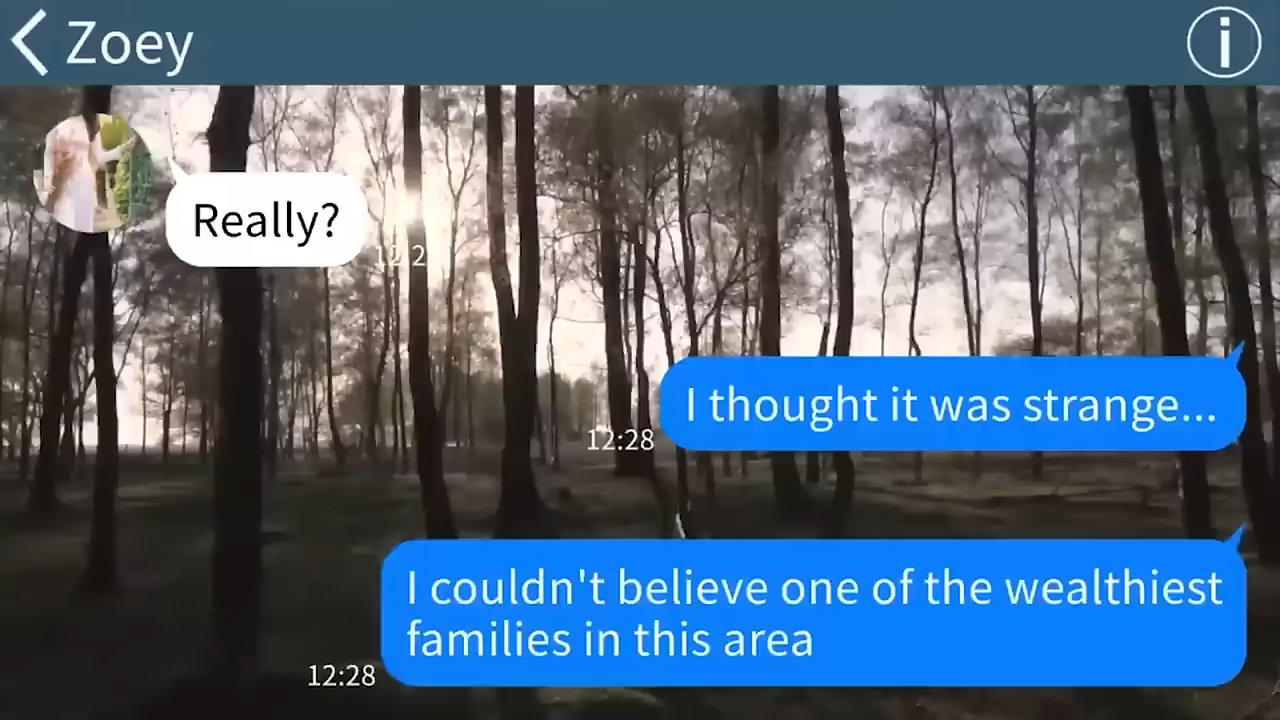 Zoey
Really?
I thought it was strange...
12:28
I couldn't believe one of the wealthiest
families in this area
12:28